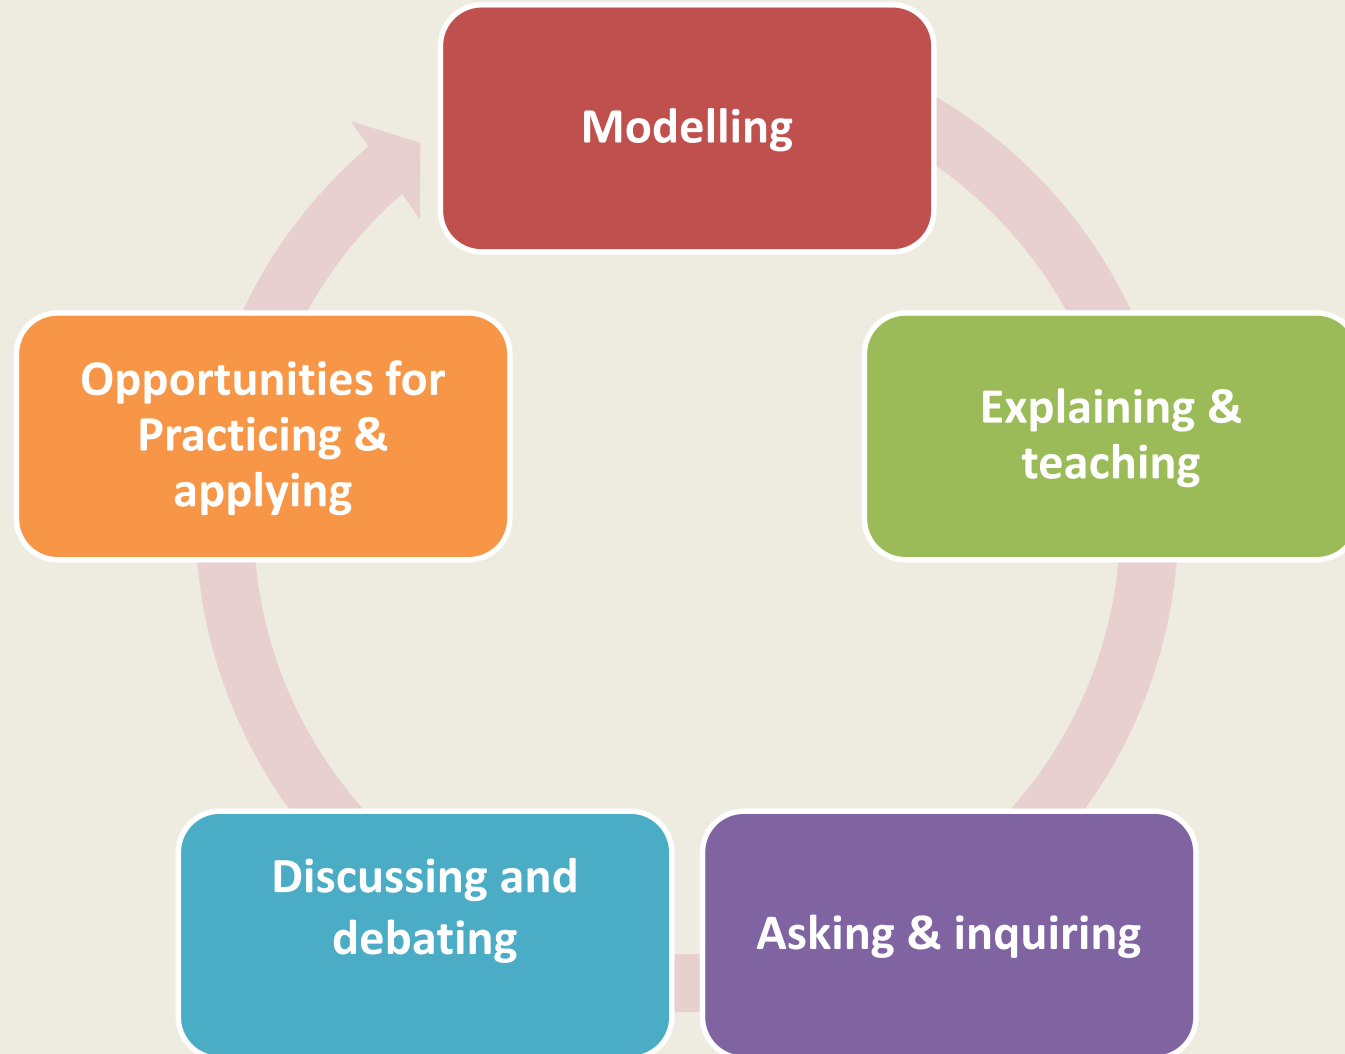 Modelling
Explaining &
teaching
Asking & inquiring
Discussing and
debating
Opportunities for
Practicing &
applying